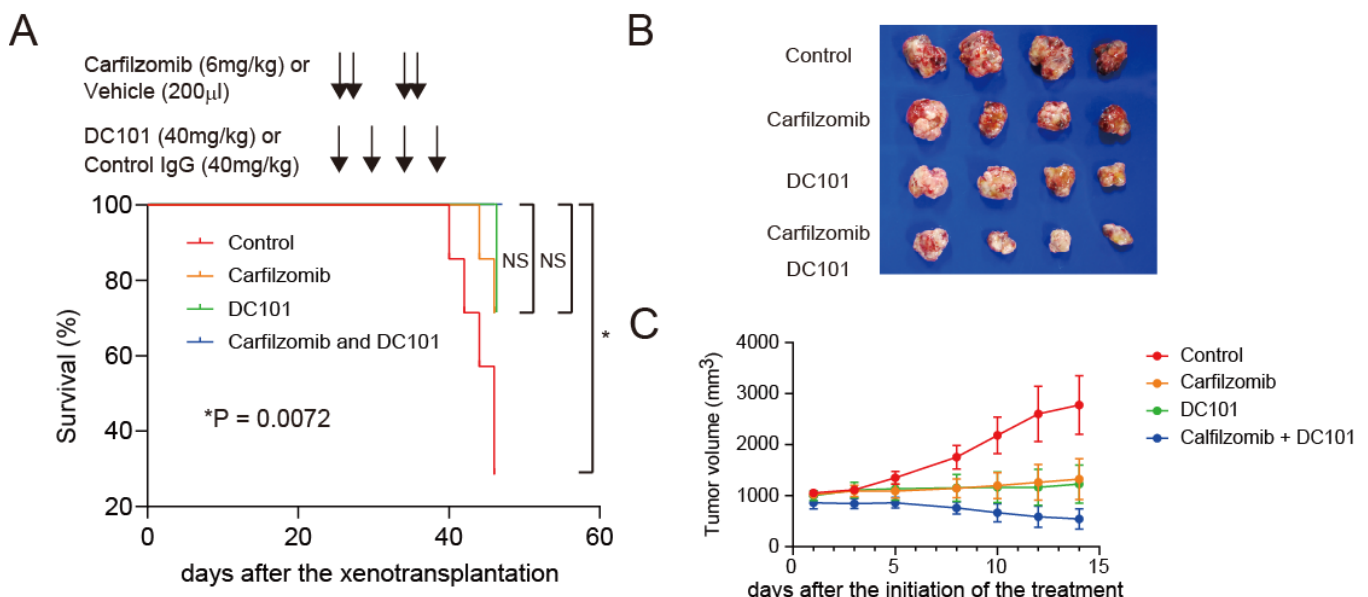 A
Carfilzomib (6mg/kg) or
Vehicle (200μl)
DC101 (40mg/kg) or
Control IgG (40mg/kg)
100
80
60
40
20
Survival (%)
Control
Carfilzomib
DC101
Carfilzomib and DC101
*P = 0.0072
NS
NS
*
0
20
40
60
days after the xenotransplantation
B
Control
Carfilzomib
DC101
Carfilzomib
DC101
C
4000
3000
2000
1000
0
Tumor volume (mm³)
0
5
10
15
days after the initiation of the treatment
Control
Carfilzomib
DC101
Calfilzomib + DC101